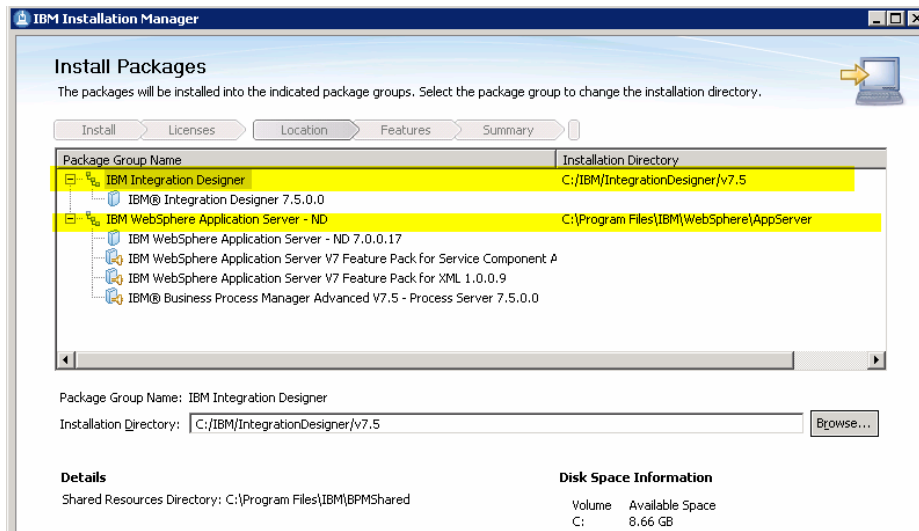 IBM Installation Manager
Install Packages
The packages will be installed into the indicated package groups. Select the package group to change the installation directory.
Install Licenses Location Features Summary
Package Group Name Installation Directory
IBM Integration Designer C:/IBM/IntegrationDesigner/v7.5
IBM® Integration Designer 7.5.0.0
IBM WebSphere Application Server - ND C:\Program Files\IBM\WebSphere\AppServer
IBM WebSphere Application Server - ND 7.0.0.17
IBM WebSphere Application Server V7 Feature Pack for Service Component A
IBM WebSphere Application Server V7 Feature Pack for XML 1.0.0.9
IBM® Business Process Manager Advanced V7.5 - Process Server 7.5.0.0
Package Group Name: IBM Integration Designer
Installation Directory: C:/IBM/IntegrationDesigner/v7.5 Browse...
Details Disk Space Information
Shared Resources Directory: C:\Program Files\IBM\BPMShared
Volume Available Space
C: 8.66 GB